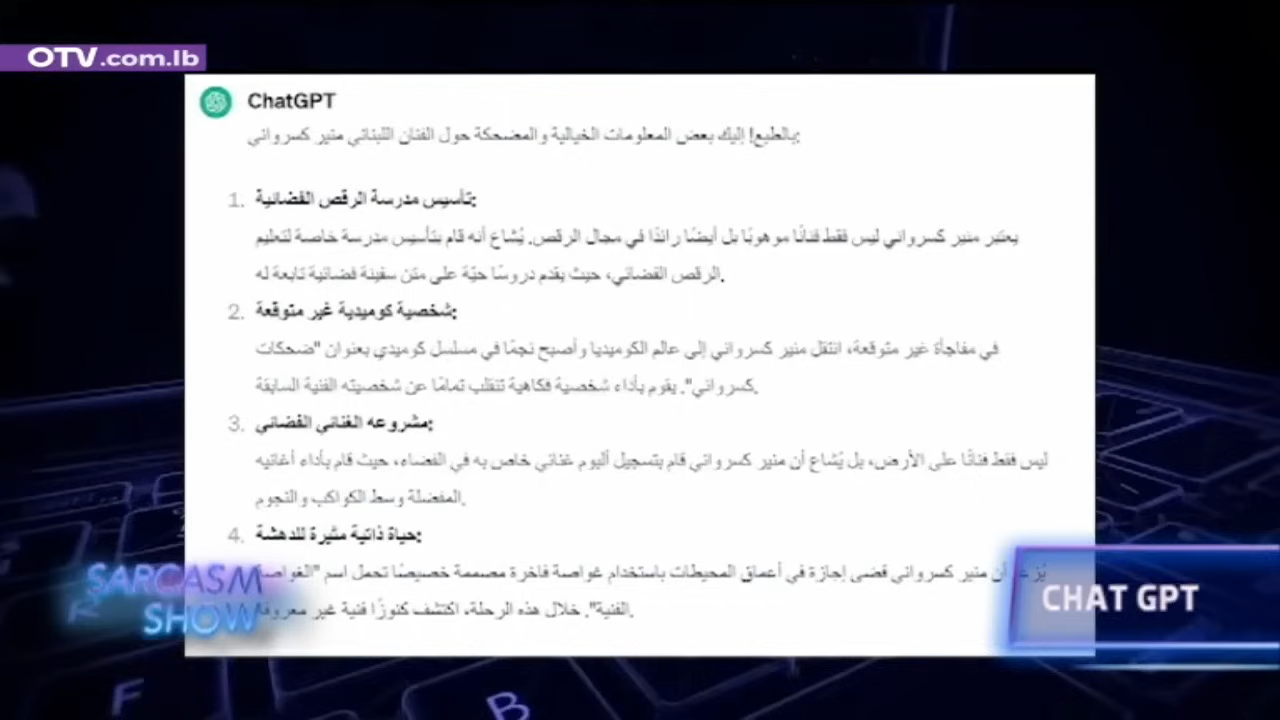 OTV.com.lb
ChatGPT
بالطبع! إليك بعض المعلومات الخيالية والمضحكة حول الفنان اللبناني منير كسرواني:
1. تأسيس مدرسة الرقص الفضائية:
يعتبر منير كسرواني ليس فقط فنانًا موهوبًا بل أيضًا رائدًا في مجال الرقص. يُشاع أنه قام بتأسيس مدرسة خاصة لتعليم
الرقص الفضائي، حيث يقدم دروسًا حيّة على متن سفينة فضائية تابعة له.
2. شخصية كوميدية غير متوقعة:
في مفاجأة غير متوقعة، انتقل منير كسرواني إلى عالم الكوميديا وأصبح نجمًا في مسلسل كوميدي بعنوان "ضحكات
كسرواني". يقوم بأداء شخصية فكاهية تتقلب تمامًا عن شخصيته الفنية السابقة.
3. مشروعه الغنائي الفضائي:
ليس فقط فنانًا على الأرض، بل يُشاع أن منير كسرواني قام بتسجيل ألبوم غنائي خاص به في الفضاء، حيث قام بأداء أغانيه
المفضلة وسط الكواكب والنجوم.
4. حياة ذاتية مثيرة للدهشة:
أن منير كسرواني قضى إجازة في أعماق المحيطات باستخدام غواصة فاخرة مصممة خصيصًا تحمل اسم "الغواصة
الفنية". خلال هذه الرحلة، اكتشف كنوزًا فنية غير معروفة.
SARCASM
SHOW
CHAT GPT
F
B